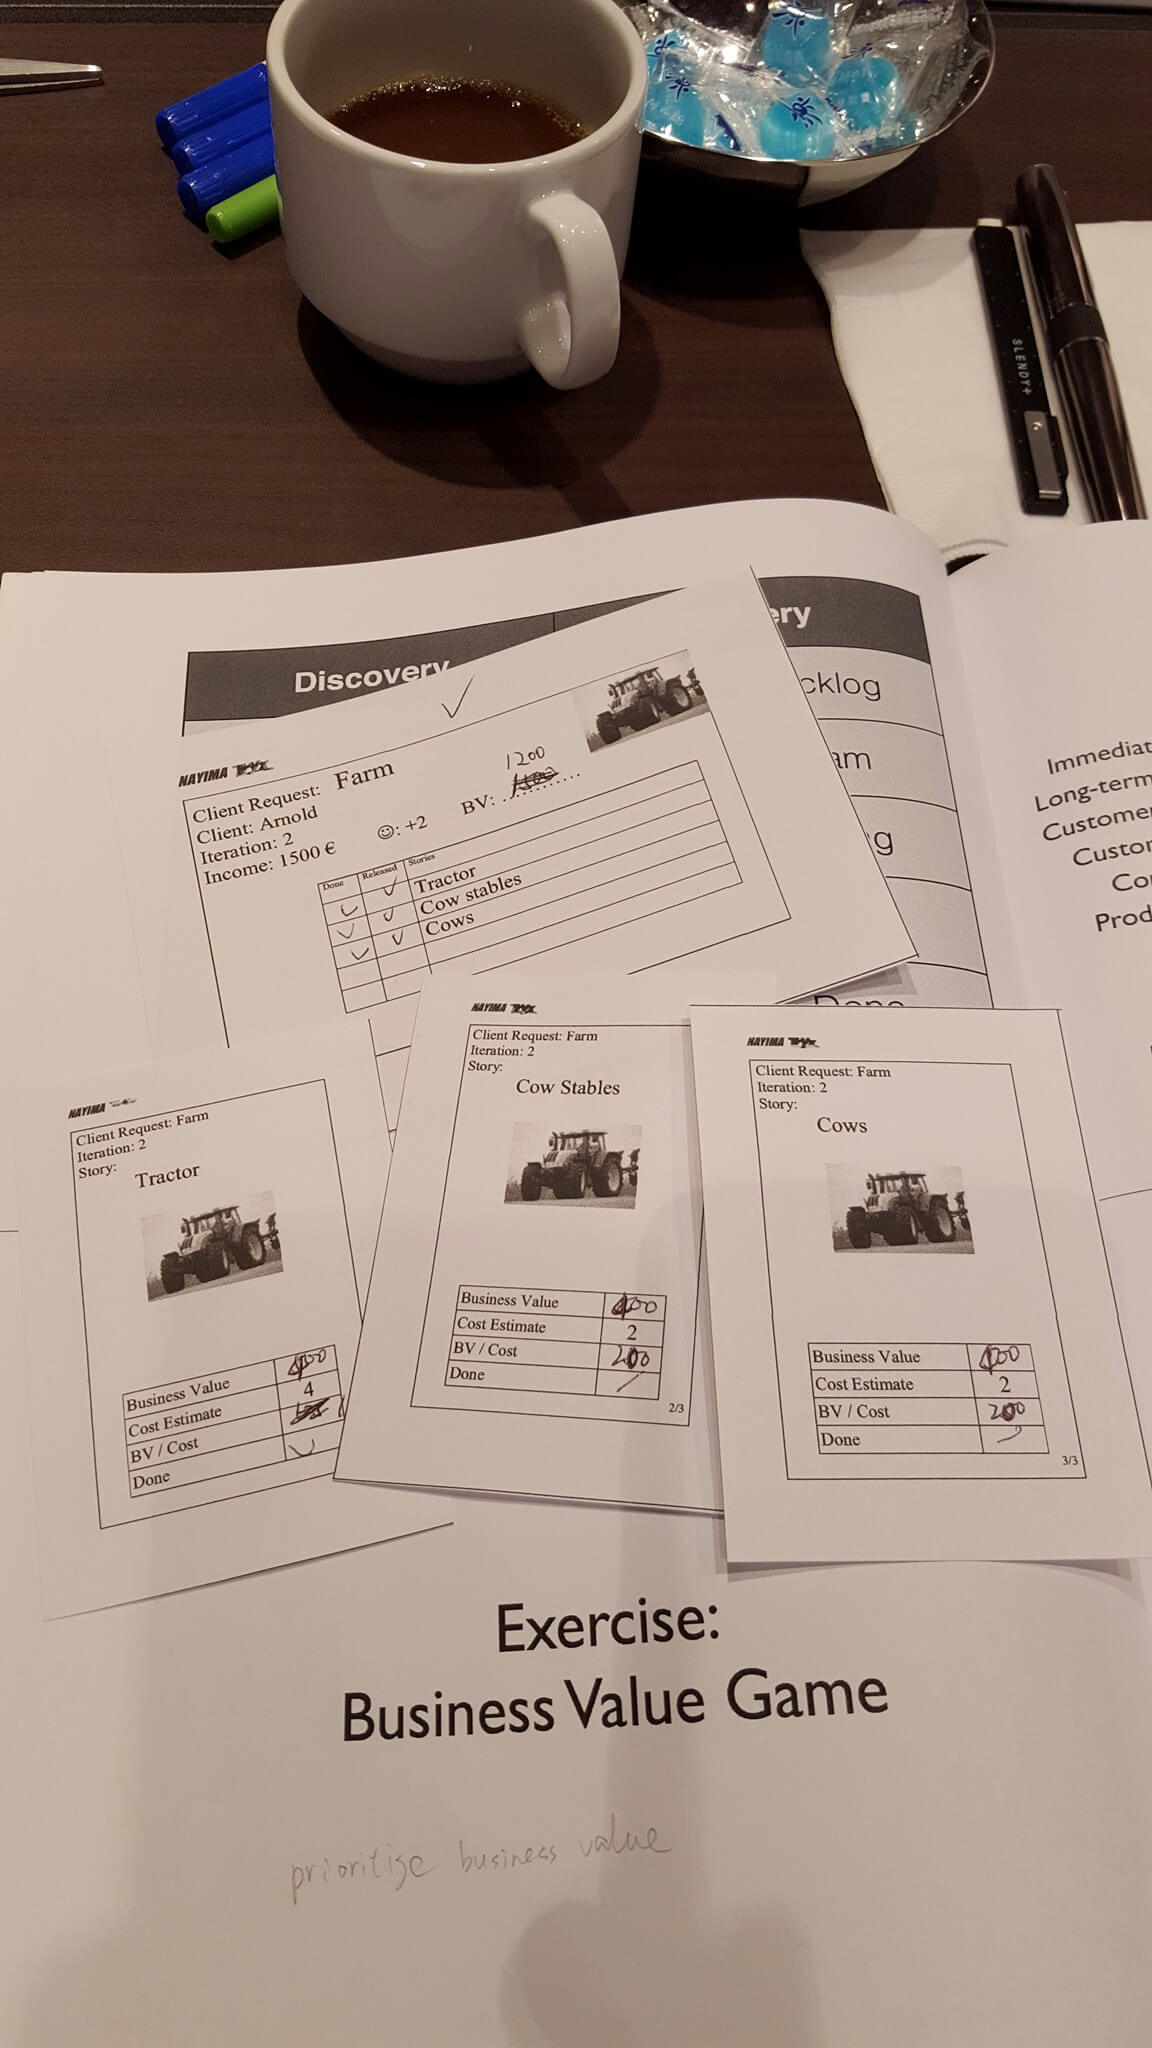 SLENDY+
Discovery
ery
cklog
am
g
Done
Immediat
Long-term
Custome
Custor
Co
Prod
NAYIMA
Client Request: Farm
Client: Arnold
Iteration: 2
Income: 1500 €
☺: +2
1200
BV: ..............
Done Released Stories
Tractor
Cow stables
Cows
NAYIMA
Client Request: Farm
Iteration: 2
Story:
Tractor
Business Value 400
Cost Estimate 4
BV / Cost
Done
NAYIMA
Client Request: Farm
Iteration: 2
Story:
Cow Stables
Business Value 400
Cost Estimate 2
BV / Cost 200
Done
2/3
NAYIMA
Client Request: Farm
Iteration: 2
Story:
Cows
Business Value 400
Cost Estimate 2
BV / Cost 200
Done
3/3
Exercise:
Business Value Game
prioritize business value